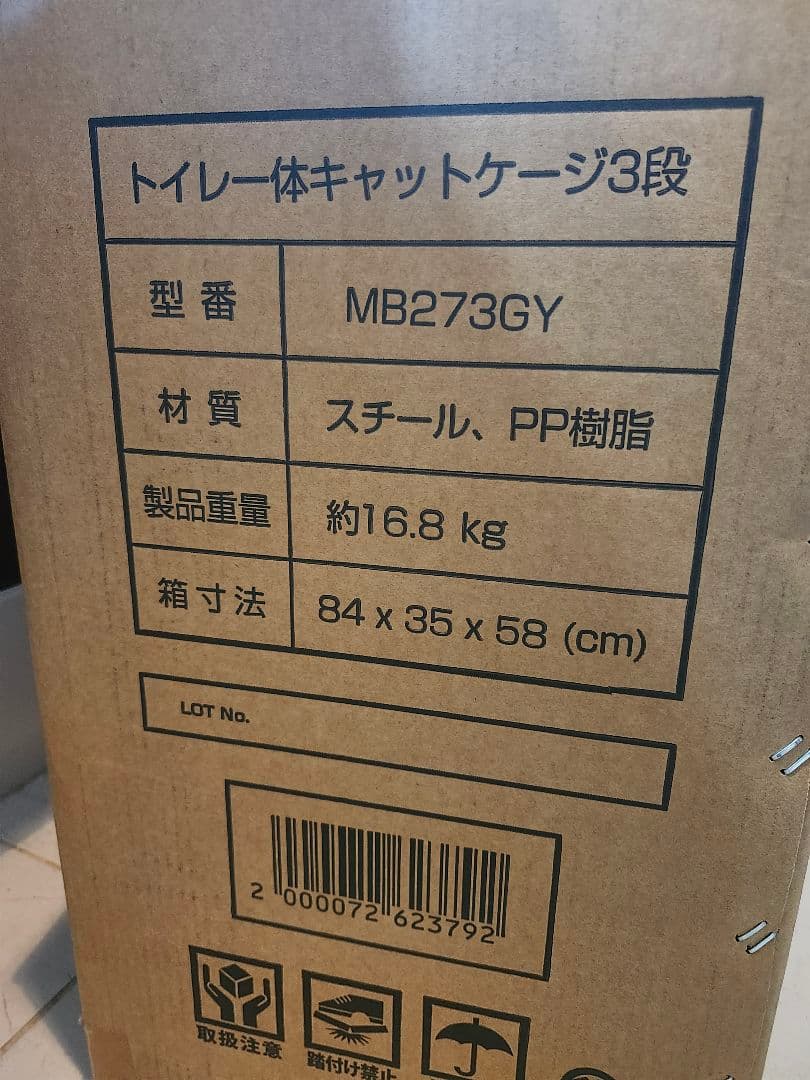 トイレ一体キャットケージ3段
型番 MB273GY
材質 スチール、PP樹脂
製品重量 約16.8 kg
箱寸法 84 x 35 x 58 (cm)
LOT No.
2 000072 623792
取扱注意
踏付け禁止